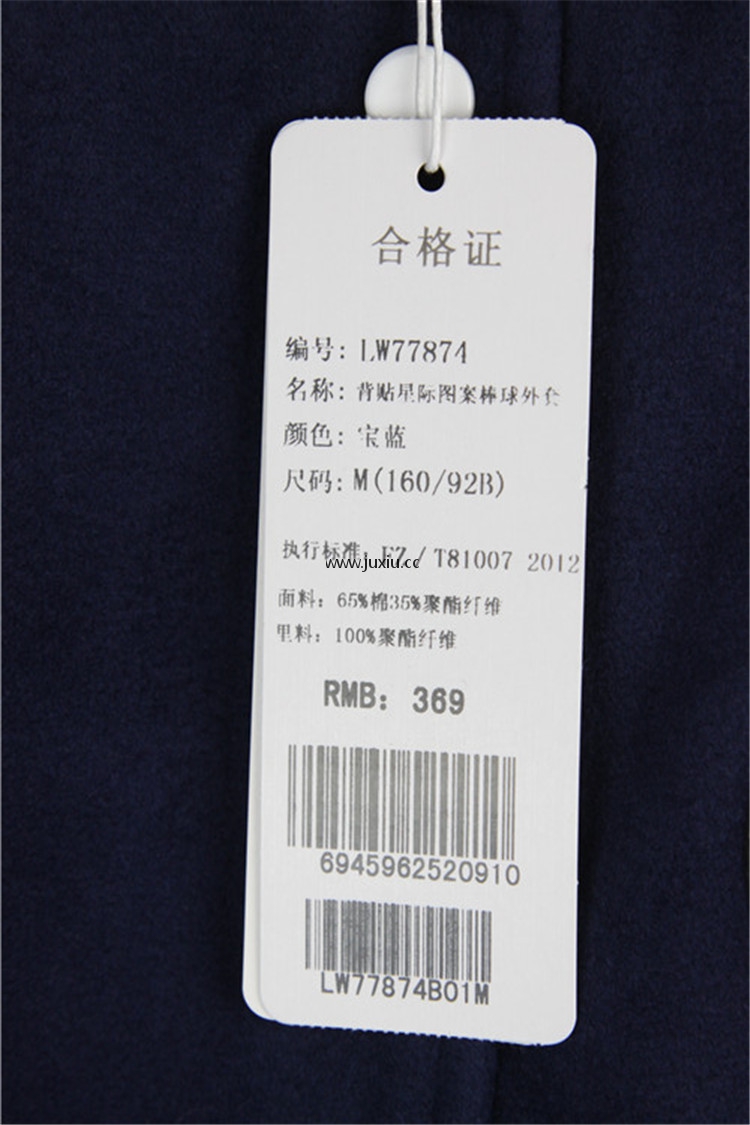 合格证
编号: LW77874
名称: 背贴星际图案棒球外套
颜色: 宝蓝
尺码: M(160/92B)
执行标准: FZ/T81007 2012
www.juxiu.cc
面料: 65%棉35%聚酯纤维
里料: 100%聚酯纤维
RMB: 369
6945962520910
LW77874B01M